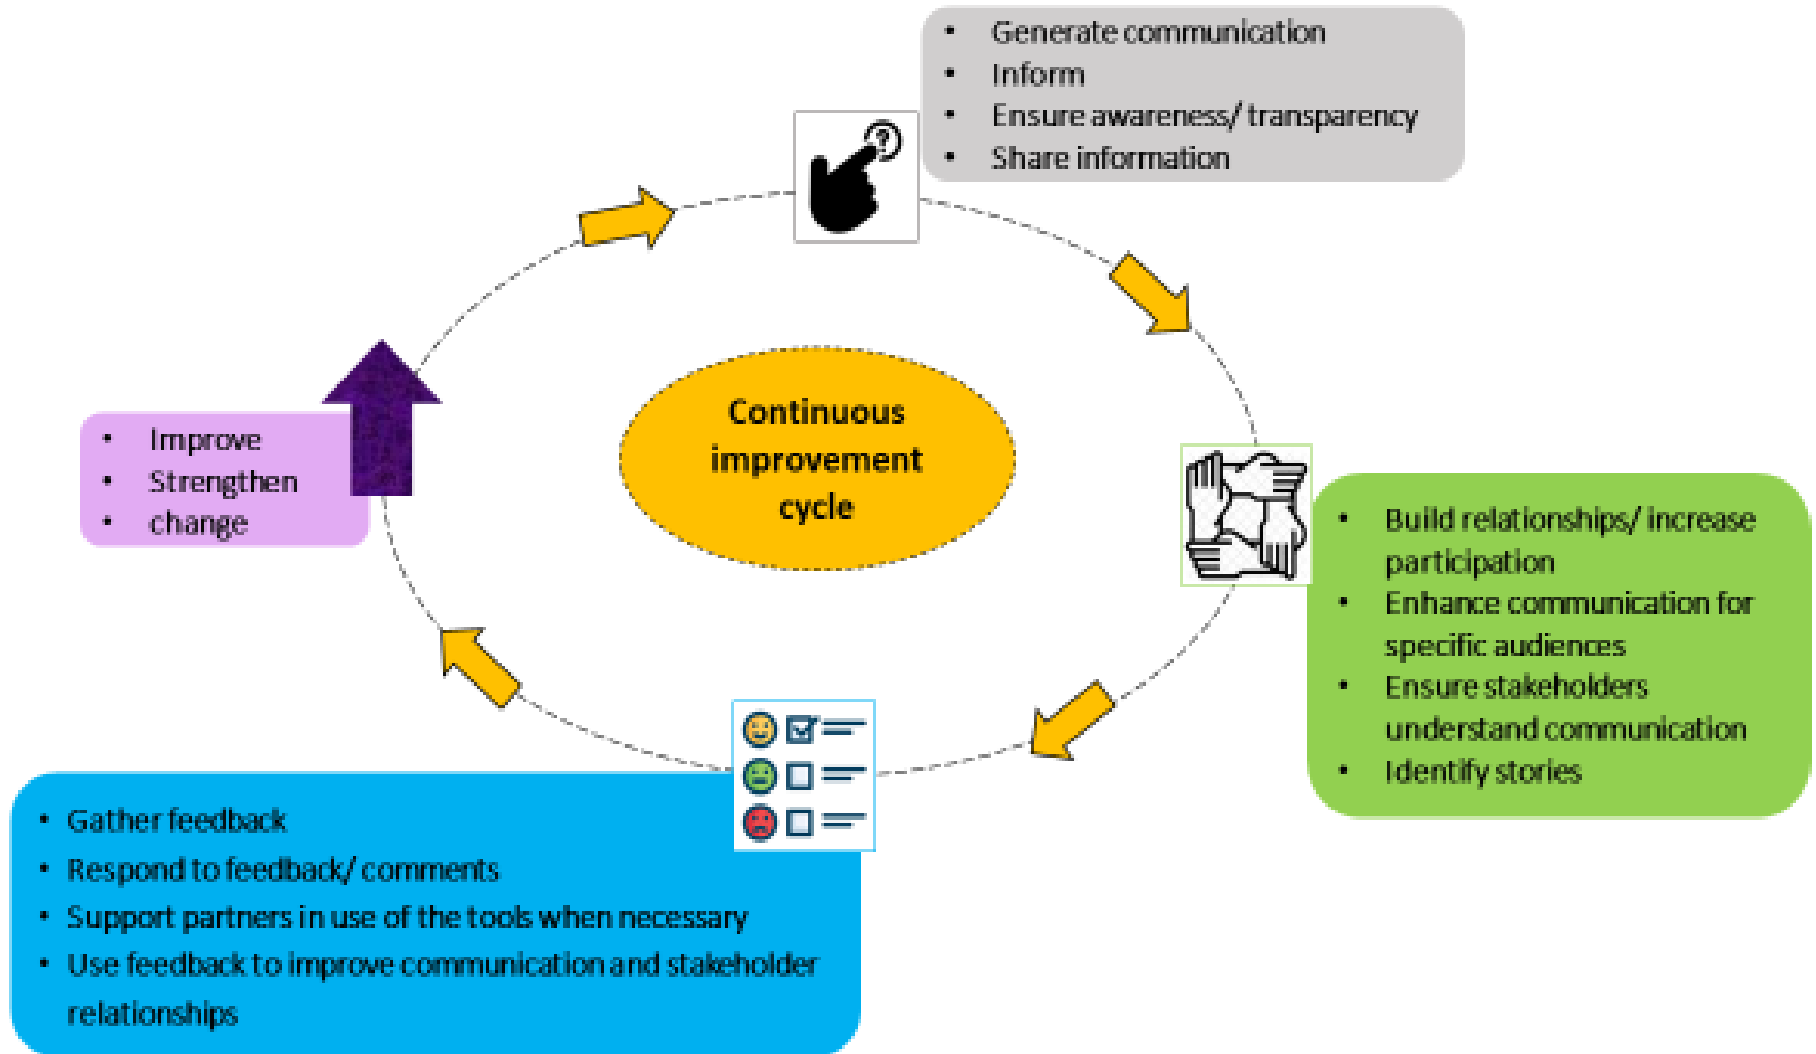 • Generate communication
• Inform
• Ensure awareness/ transparency
• Share information
Continuous
improvement
cycle
• Improve
• Strengthen
• change
• Build relationships/ increase
participation
• Enhance communication for
specific audiences
• Ensure stakeholders
understand communication
• Identify stories
• Gather feedback
• Respond to feedback/ comments
• Support partners in use of the tools when necessary
• Use feedback to improve communication and stakeholder
relationships
?